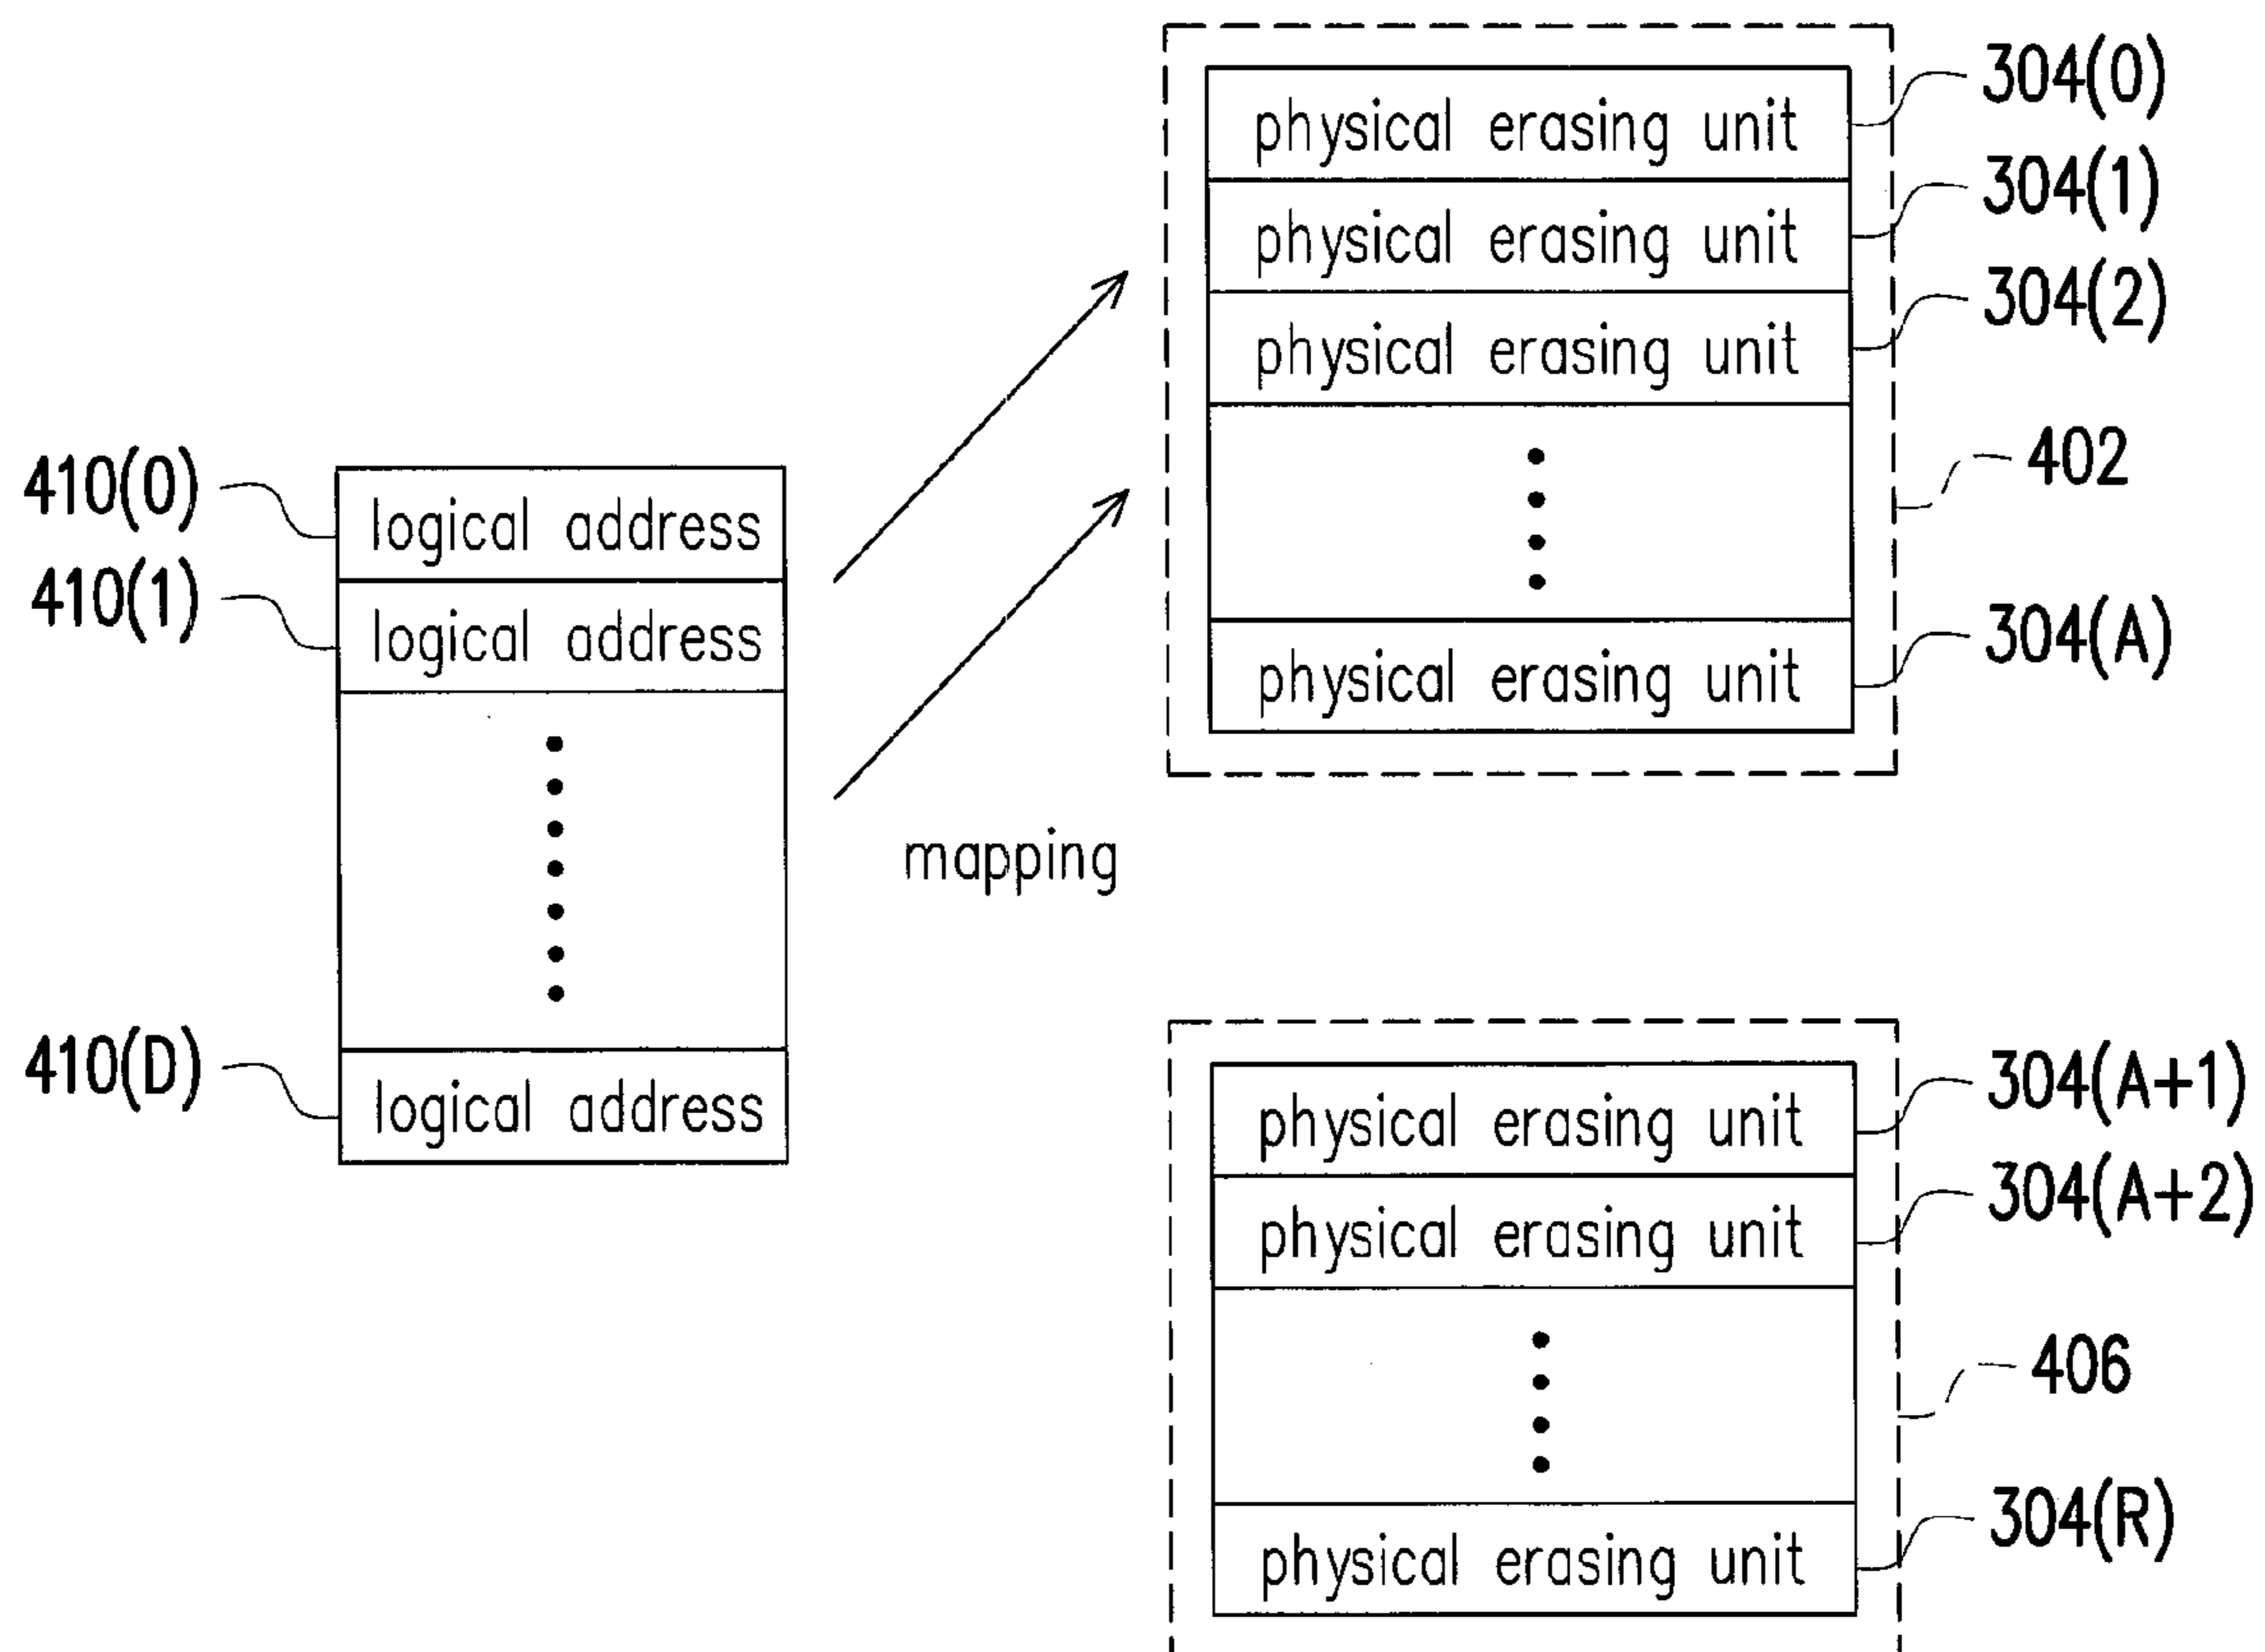 410(0)
logical address
410(1)
logical address
410(D)
logical address
mapping
physical erasing unit
304(0)
physical erasing unit
304(1)
physical erasing unit
304(2)
402
physical erasing unit
304(A)
physical erasing unit
304(A+1)
physical erasing unit
304(A+2)
406
physical erasing unit
304(R)